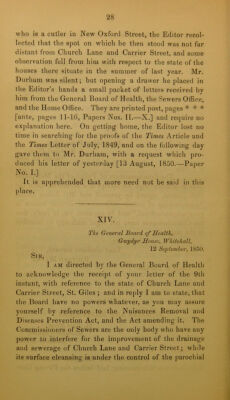 28
who is a cutler in New Oxford Street, the Editor recol-
lected that the spot on which he then stood was not far
distant from Church Lane and Carrier Street, and some
observation fell from him with respect to the state of the
houses there situate in the summer of last year. Mr.
Durham was silent; but opening a drawer he placed in
the Editor's hands a small packet of letters received by
him from the General Board of Health, the Sewers Office,
and the Home Office. They are printed post, pages * * *
[ante, pages 11-16, Papers Nos. II.—X.] and require no
explanation here. On getting home, the Editor lost no
time in searching for the proofs of the Times Article and
the Times Letter of July, 1849, and on the following day
gave them to Mr. Durham, with a request which pro-
duced his letter of yesterday [13 August, 1850.—Paper
No. I.]
It is apprehended that more need not be said in this
place.
XIV.
The General Board of Health,
Gwydyr House, Whitehall,
12 September, 1850.
SIR,
I AM directed by the General Board of Health
to acknowledge the receipt of your letter of the 9th
instant, with reference to the state of Church Lane and
Carrier Street, St. Giles; and in reply I am to state, that
the Board have no powers whatever, as you may assure
yourself by reference to the Nuisances Removal and
Diseases Prevention Act, and the Act amending it. The
Commissioners of Sewers are the only body who have any
power to interfere for the improvement of the drainage
and sewerage of Church Lane and Carrier Street; while
its surface cleansing is under the control of the parochial